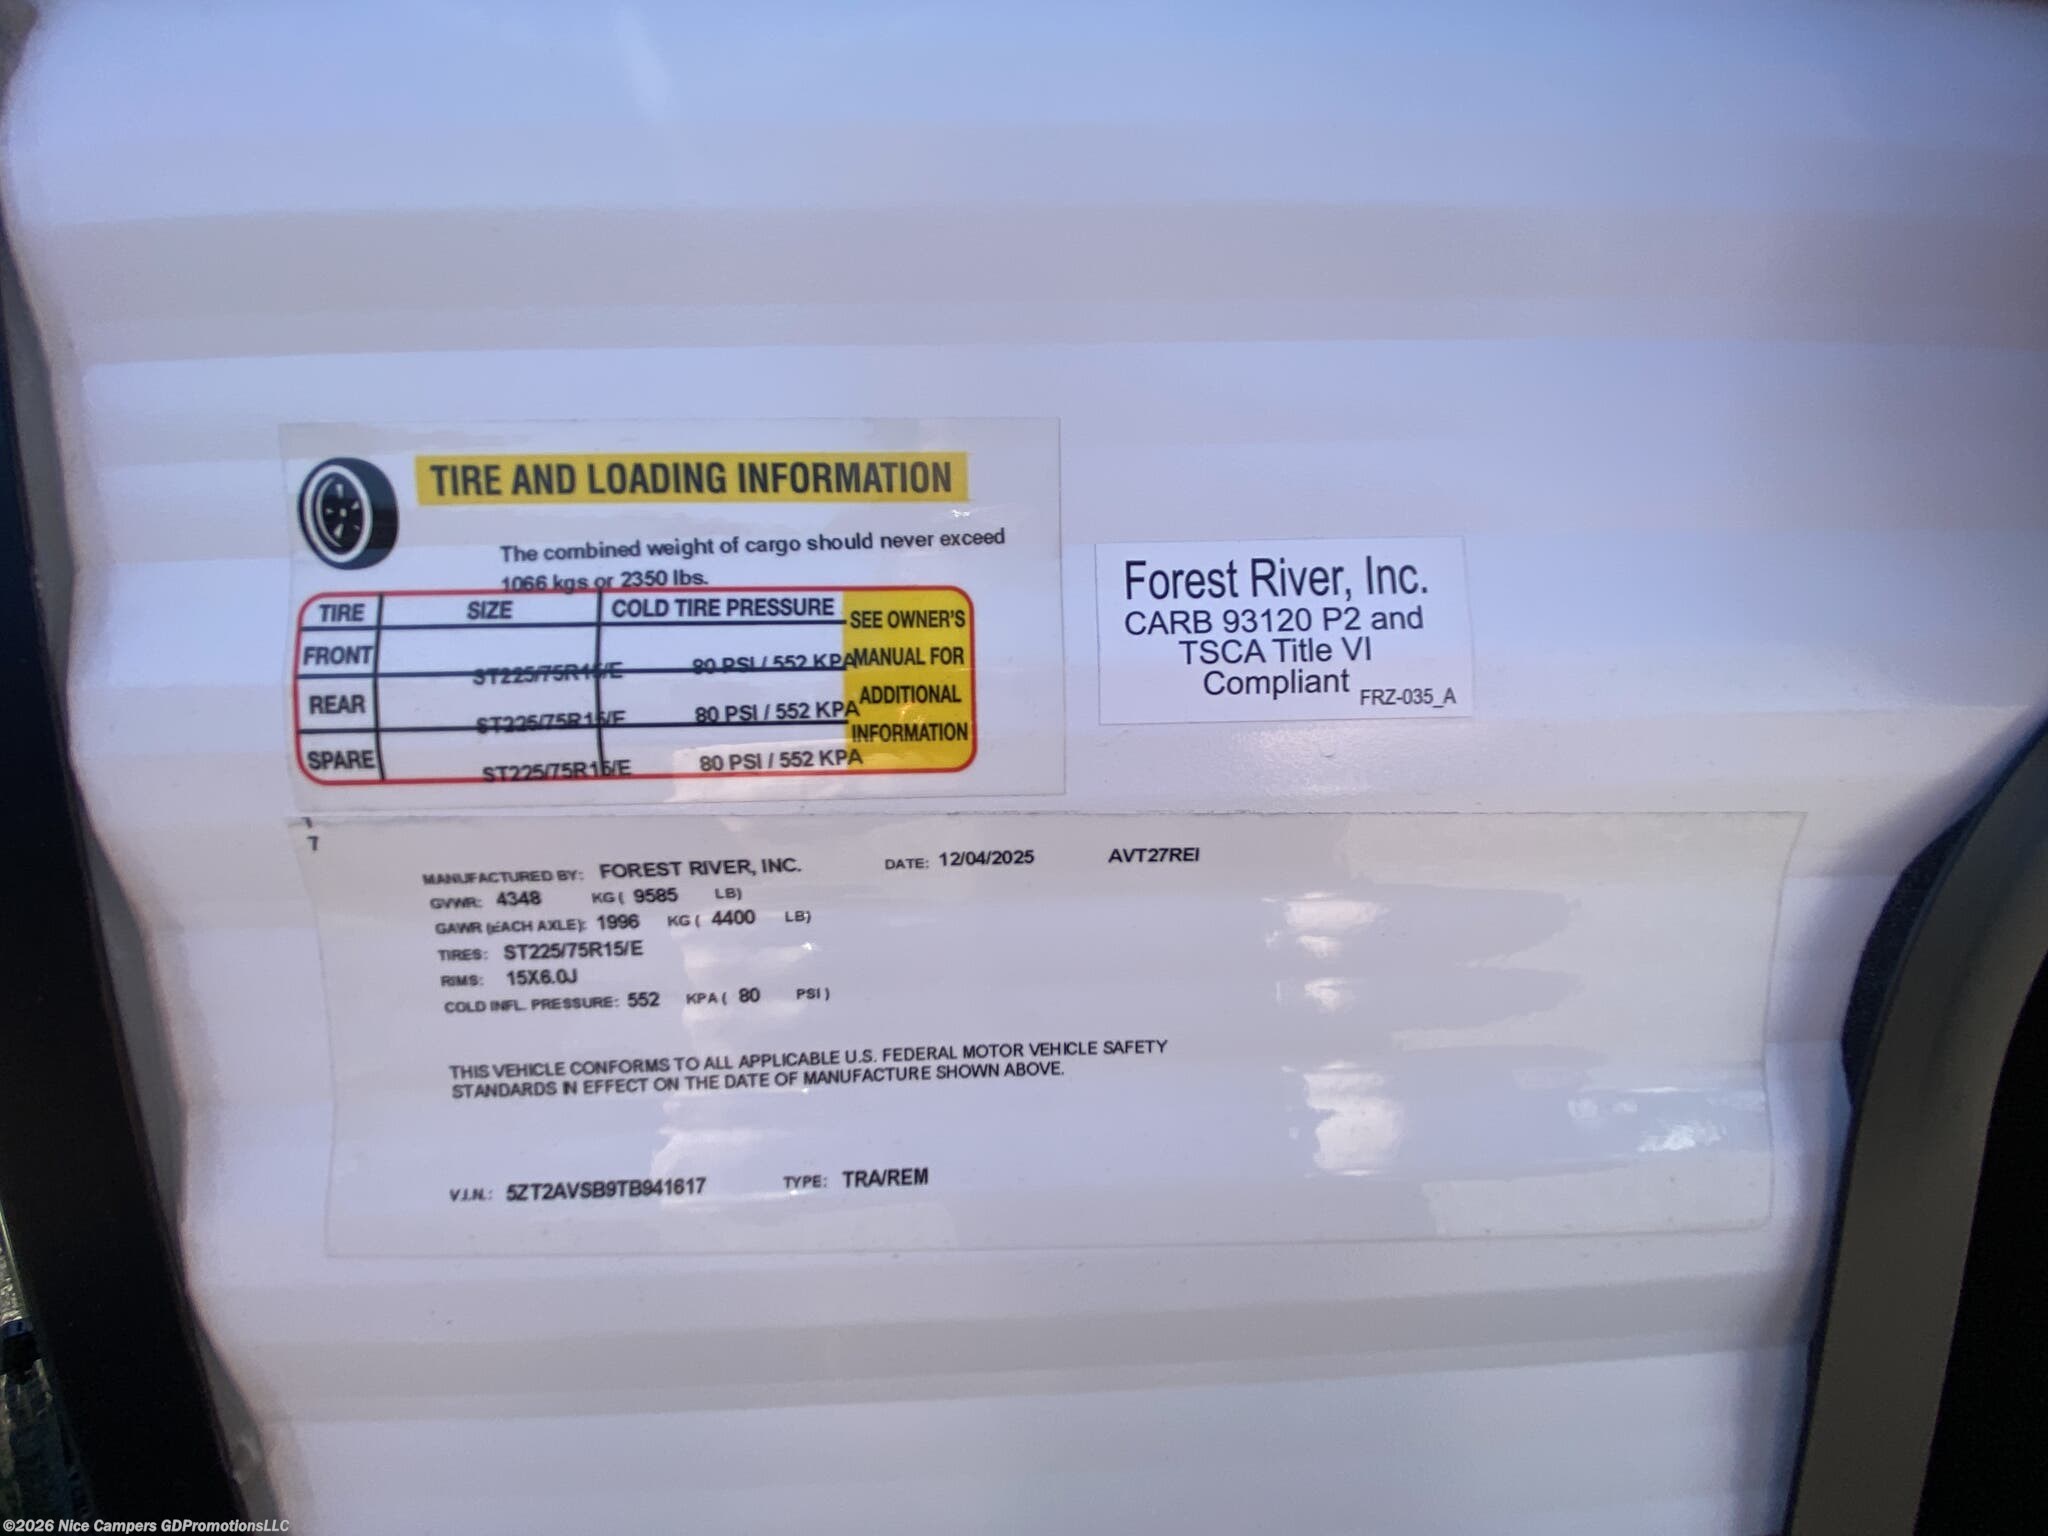 TIRE AND LOADING INFORMATION
The combined weight of cargo should never exceed
1066 kgs or 2350 lbs.
TIRE SIZE COLD TIRE PRESSURE SEE OWNER'S
FRONT ST225/75R15/E 80 PSI / 552 KPA MANUAL FOR
REAR ST225/75R15/E 80 PSI / 552 KPA ADDITIONAL
INFORMATION
SPARE ST225/75R15/E 80 PSI / 552 KPA
Forest River, Inc.
CARB 93120 P2 and
TSCA Title VI
Compliant FRZ-035_A
7
MANUFACTURED BY: FOREST RIVER, INC. DATE: 12/04/2025 AVT27REI
GVWR: 4348 KG ( 9585 LB)
GAWR (EACH AXLE): 1996 KG ( 4400 LB)
TIRES: ST225/75R15/E
RIMS: 15X6.0J
COLD INFL. PRESSURE: 552 KPA ( 80 PSI )
THIS VEHICLE CONFORMS TO ALL APPLICABLE U.S. FEDERAL MOTOR VEHICLE SAFETY
STANDARDS IN EFFECT ON THE DATE OF MANUFACTURE SHOWN ABOVE.
V.I.N.: 5ZT2AVSB9TB941617 TYPE: TRA/REM
©2026 Nice Campers GDPromotionsLLC